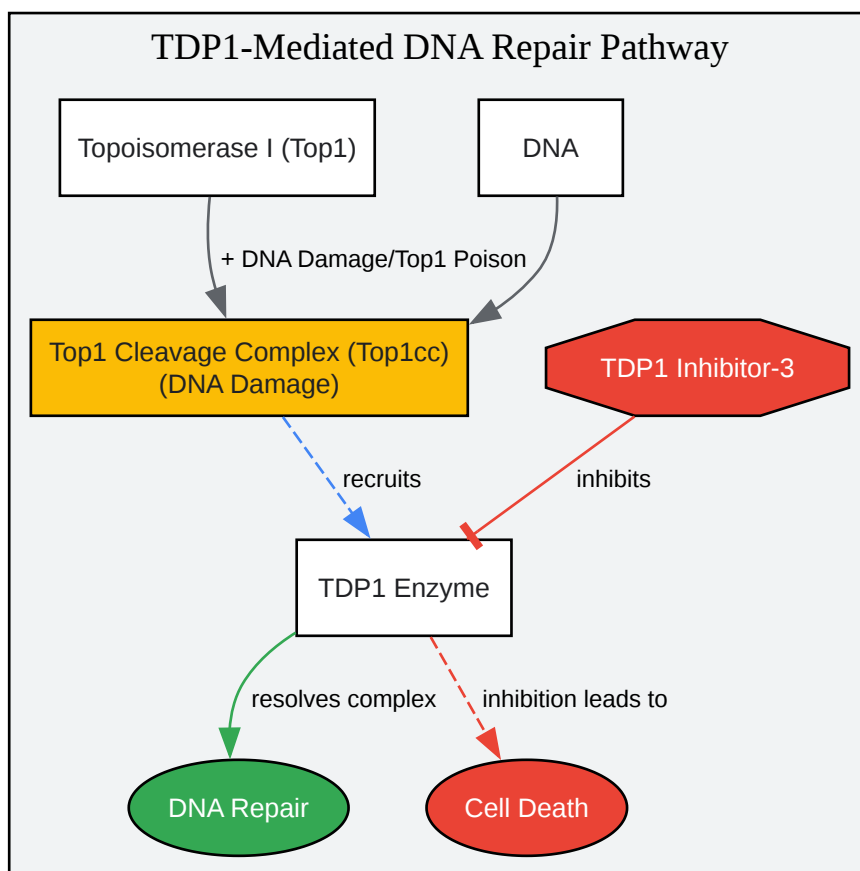 TDP1-Mediated DNA Repair Pathway
Topoisomerase I (Top1)
DNA
+ DNA Damage/Top1 Poison
Top1 Cleavage Complex (Top1cc)
(DNA Damage)
TDP1 Inhibitor-3
recruits
inhibits
TDP1 Enzyme
resolves complex
inhibition leads to
DNA Repair
Cell Death